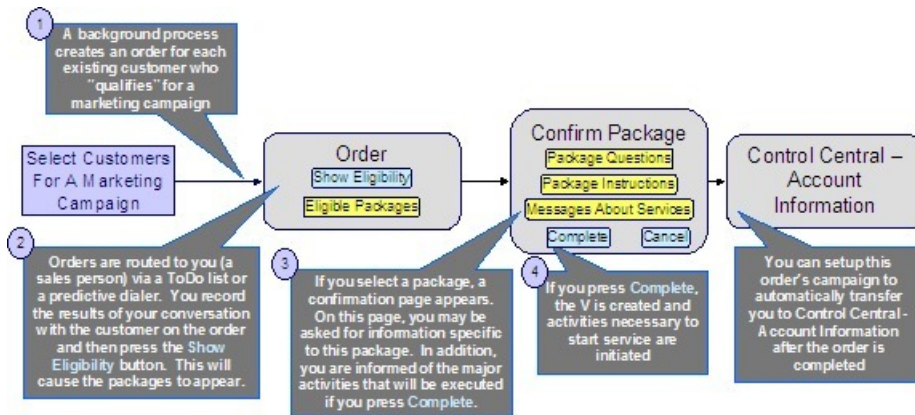 1
A background process
creates an order for each
existing customer who
"qualifies" for a
marketing campaign
Select Customers
For A Marketing
Campaign
Order
Show Eligibility
Eligible Packages
Confirm Package
Package Questions
Package Instructions
Messages About Services
Complete
Cancel
Control Central –
Account
Information
2
Orders are routed to you (a
sales person) via a ToDo list or
a predictive dialer. You record
the results of your conversation
with the customer on the order
and then press the Show
Eligibility button. This will
cause the packages to appear.
3
If you select a package, a
confirmation page appears.
On this page, you may be
asked for information specific
to this package. In addition,
you are informed of the major
activities that will be executed
if you press Complete.
4
If you press Complete,
the V is created and
activities necessary to
start service are
initiated
You can setup this
order's campaign to
automatically transfer
you to Control Central -
Account Information
after the order is
completed